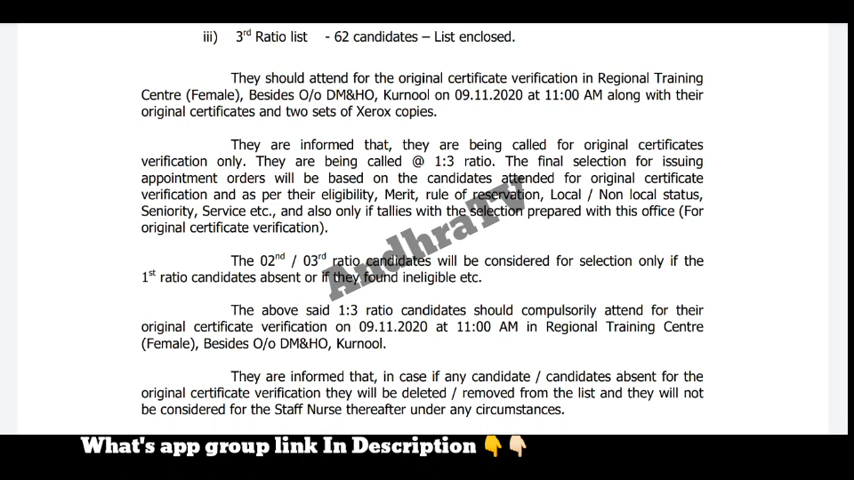 iii) 3rd Ratio list - 62 candidates – List enclosed.
They should attend for the original certificate verification in Regional Training
Centre (Female), Besides O/o DM&HO, Kurnool on 09.11.2020 at 11:00 AM along with their
original certificates and two sets of Xerox copies.
They are informed that, they are being called for original certificates
verification only. They are being called @ 1:3 ratio. The final selection for issuing
appointment orders will be based on the candidates attended for original certificate
verification and as per their eligibility, Merit, rule of reservation, Local / Non local status,
Seniority, Service etc., and also only if tallies with the selection prepared with this office (For
original certificate verification).
The 02nd / 03rd ratio candidates will be considered for selection only if the
1st ratio candidates absent or if they found ineligible etc.
The above said 1:3 ratio candidates should compulsorily attend for their
original certificate verification on 09.11.2020 at 11:00 AM in Regional Training Centre
(Female), Besides O/o DM&HO, Kurnool.
They are informed that, in case if any candidate / candidates absent for the
original certificate verification they will be deleted / removed from the list and they will not
be considered for the Staff Nurse thereafter under any circumstances.
AndhraTV
What's app group link In Description 👇👇🏻